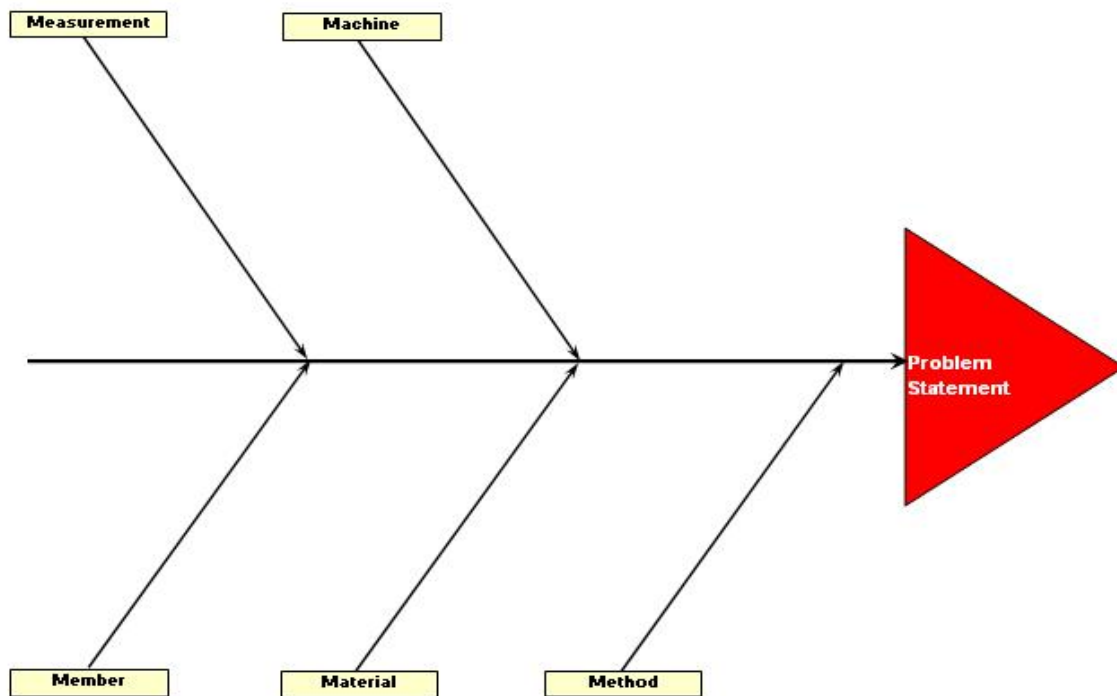 Measurement
Machine
Problem
Statement
Member
Material
Method